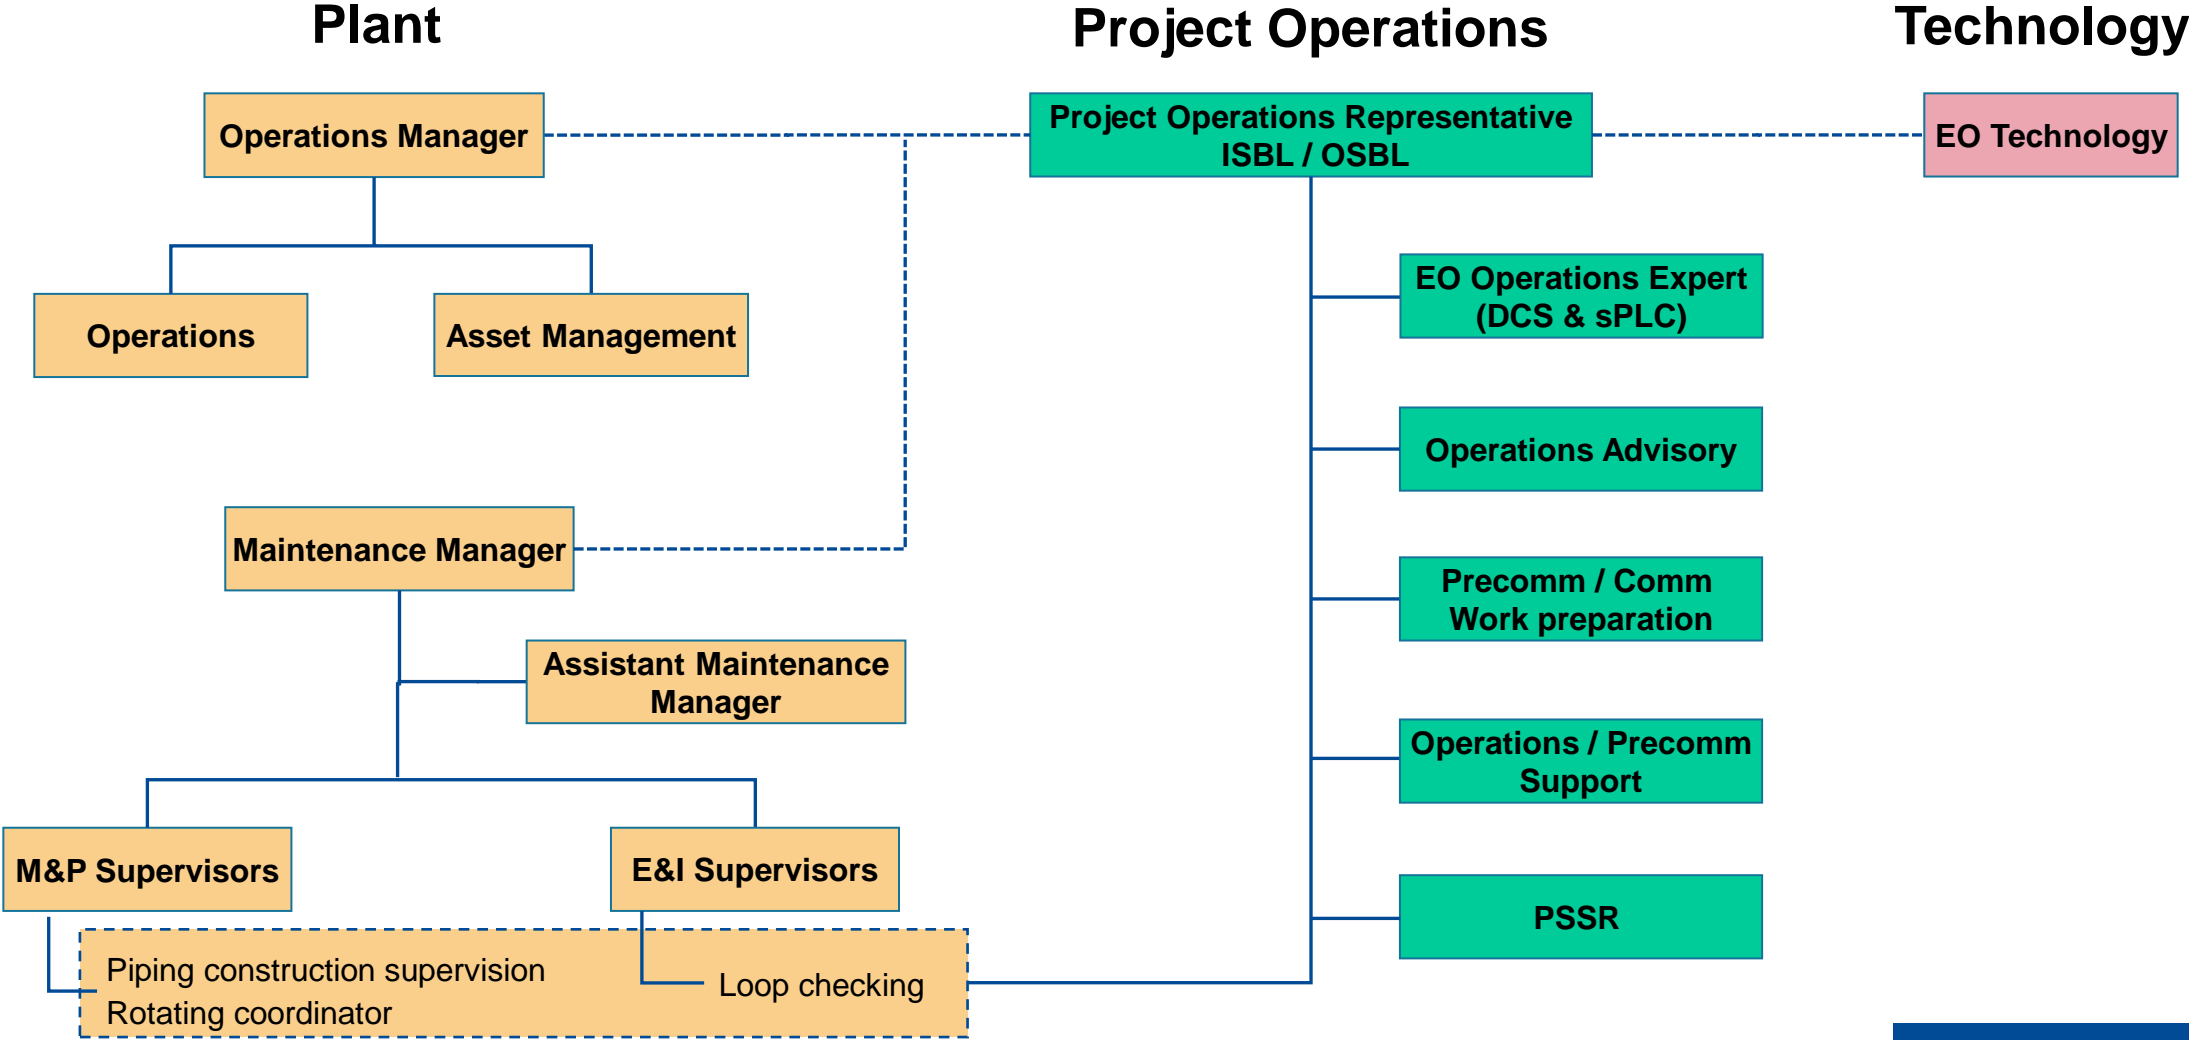 Plant
Project Operations
Technology
Operations Manager
Project Operations Representative
ISBL / OSBL
EO Technology
Operations
Asset Management
EO Operations Expert
(DCS & sPLC)
Operations Advisory
Maintenance Manager
Precomm / Comm
Work preparation
Assistant Maintenance
Manager
Operations / Precomm
Support
M&P Supervisors
E&I Supervisors
PSSR
Piping construction supervision
Rotating coordinator
Loop checking